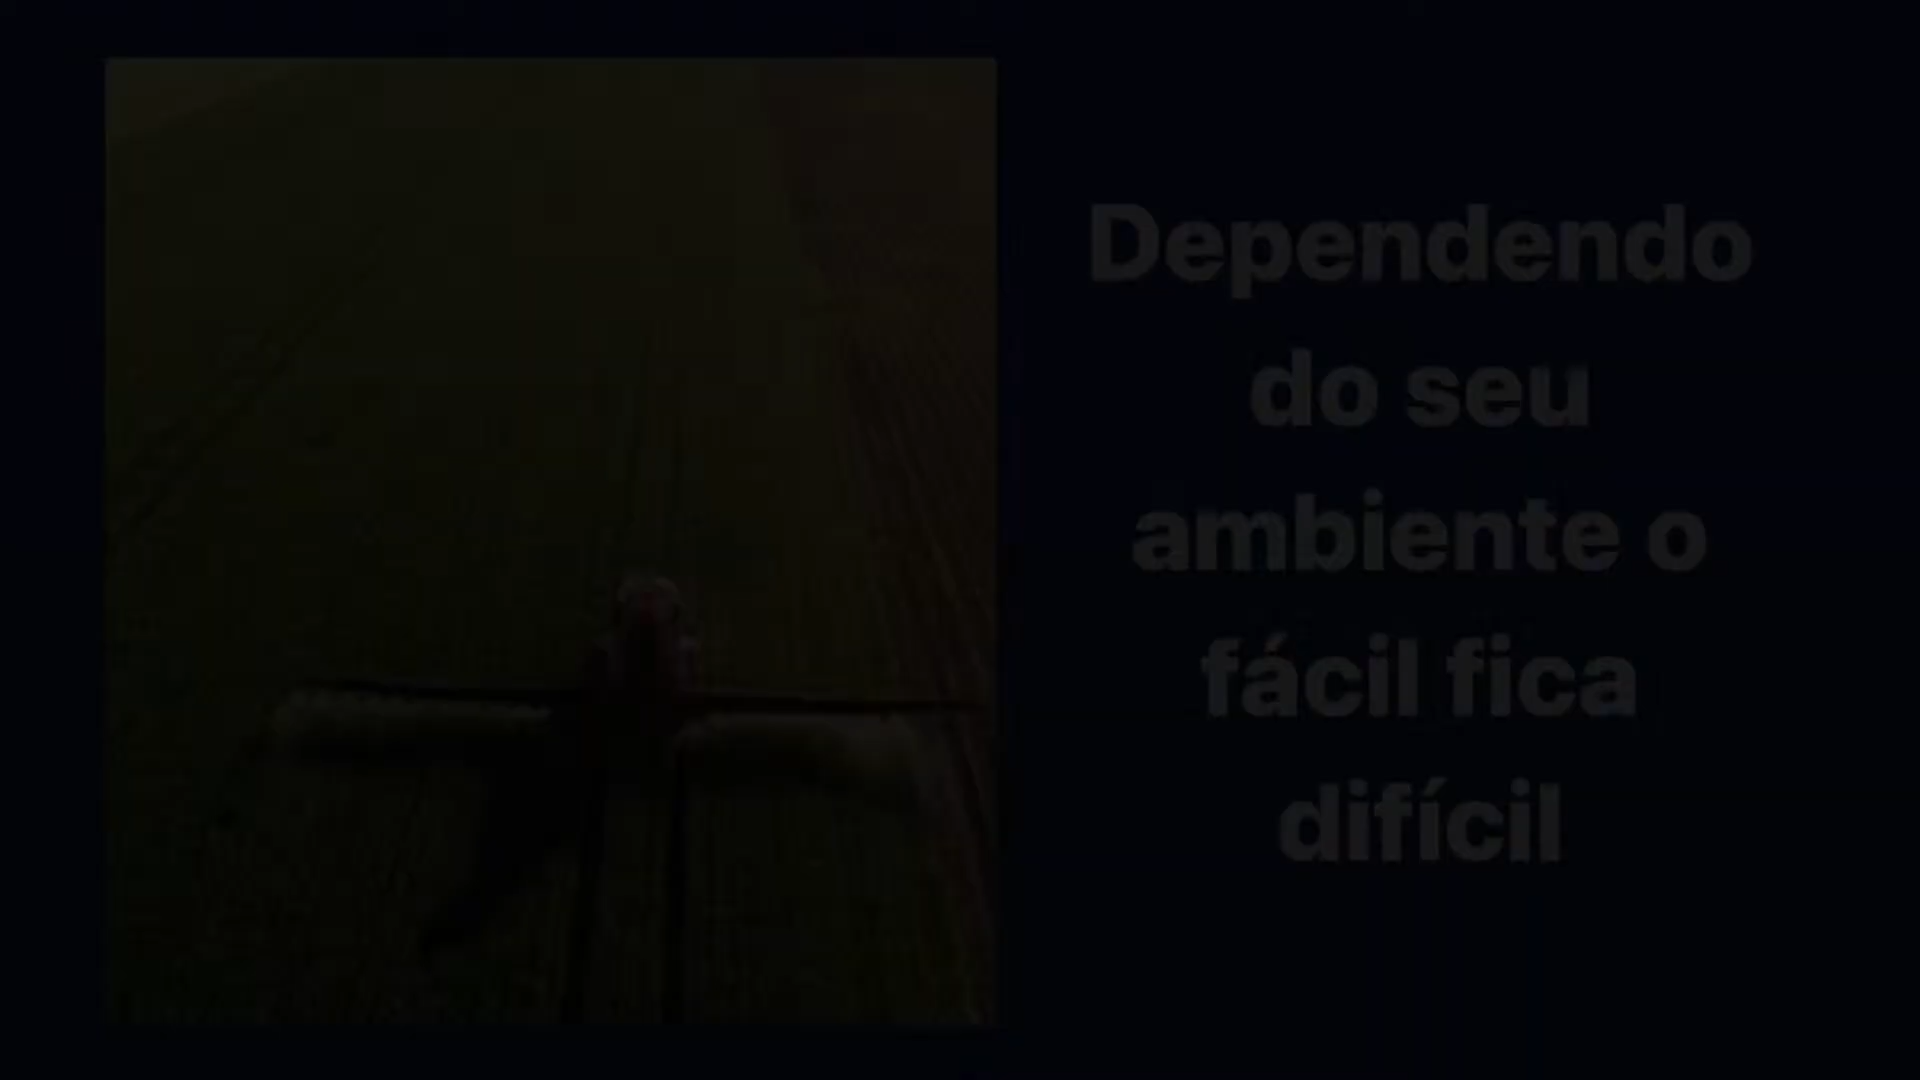 Dependendo
do seu
ambiente o
fácil fica
difícil